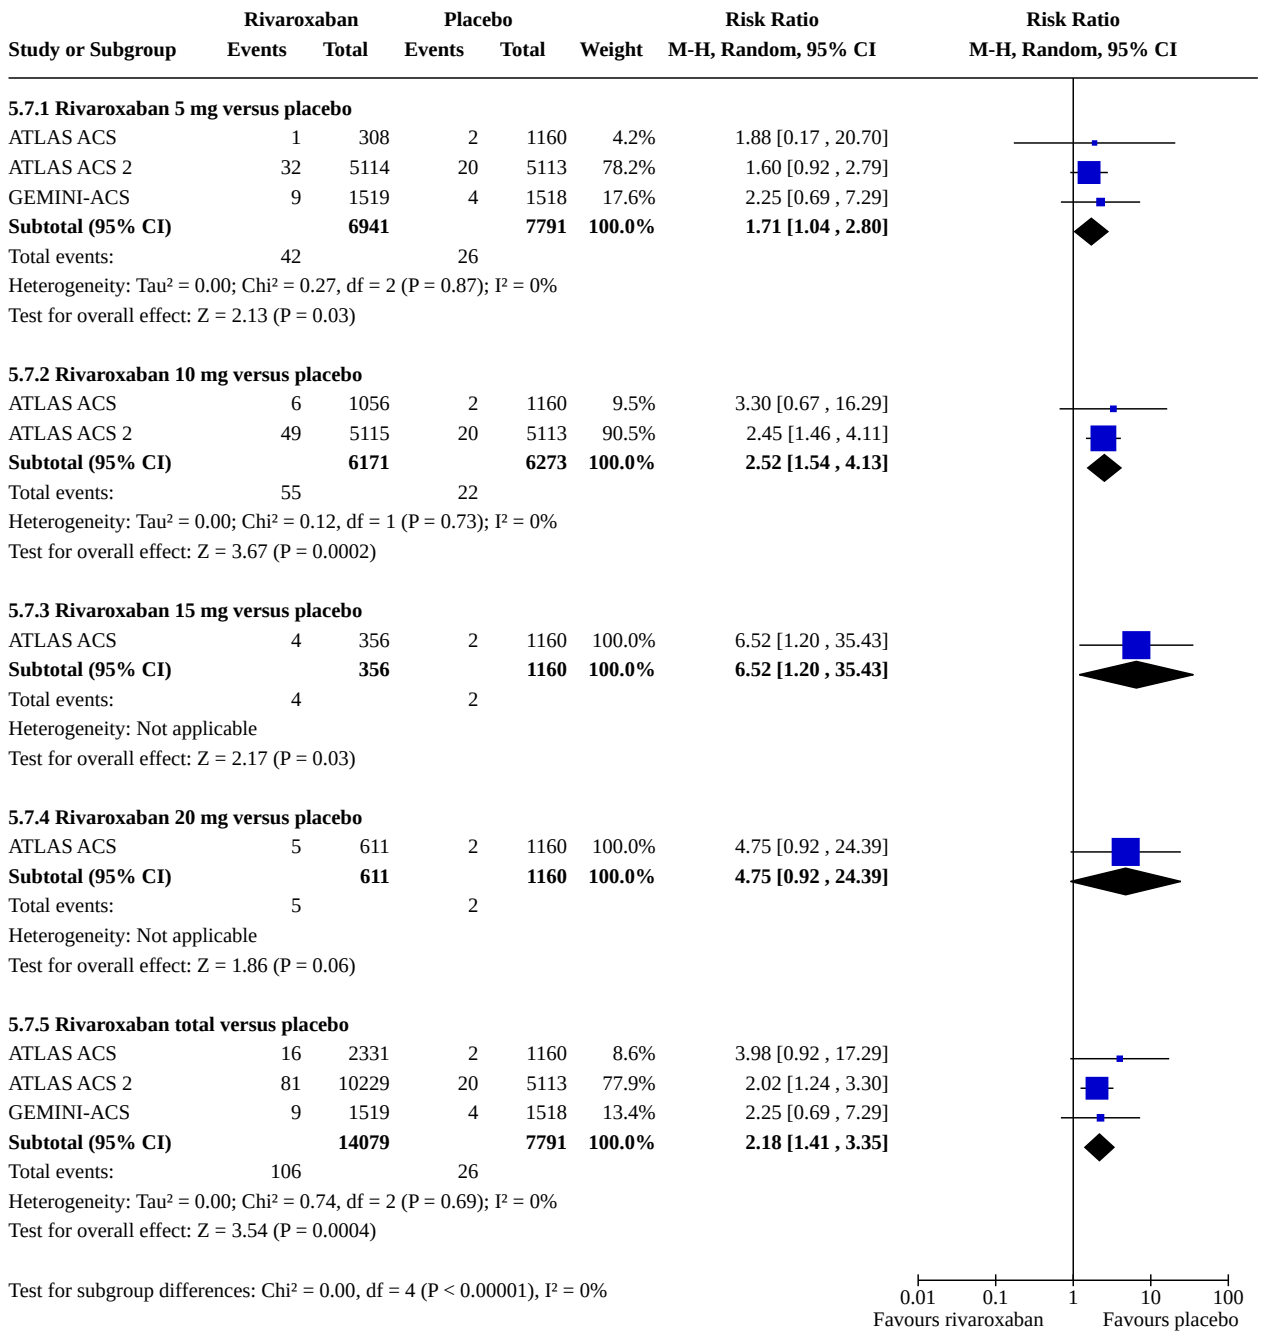 Rivaroxaban Placebo Risk Ratio Risk Ratio
Study or Subgroup Events Total Events Total Weight M-H, Random, 95% CI M-H, Random, 95% CI
5.7.1 Rivaroxaban 5 mg versus placebo
ATLAS ACS 1 308 2 1160 4.2% 1.88 [0.17 , 20.70]
ATLAS ACS 2 32 5114 20 5113 78.2% 1.60 [0.92 , 2.79]
GEMINI-ACS 9 1519 4 1518 17.6% 2.25 [0.69 , 7.29]
Subtotal (95% CI) 6941 7791 100.0% 1.71 [1.04 , 2.80]
Total events: 42 26
Heterogeneity: Tau² = 0.00; Chi² = 0.27, df = 2 (P = 0.87); I² = 0%
Test for overall effect: Z = 2.13 (P = 0.03)
5.7.2 Rivaroxaban 10 mg versus placebo
ATLAS ACS 6 1056 2 1160 9.5% 3.30 [0.67 , 16.29]
ATLAS ACS 2 49 5115 20 5113 90.5% 2.45 [1.46 , 4.11]
Subtotal (95% CI) 6171 6273 100.0% 2.52 [1.54 , 4.13]
Total events: 55 22
Heterogeneity: Tau² = 0.00; Chi² = 0.12, df = 1 (P = 0.73); I² = 0%
Test for overall effect: Z = 3.67 (P = 0.0002)
5.7.3 Rivaroxaban 15 mg versus placebo
ATLAS ACS 4 356 2 1160 100.0% 6.52 [1.20 , 35.43]
Subtotal (95% CI) 356 1160 100.0% 6.52 [1.20 , 35.43]
Total events: 4 2
Heterogeneity: Not applicable
Test for overall effect: Z = 2.17 (P = 0.03)
5.7.4 Rivaroxaban 20 mg versus placebo
ATLAS ACS 5 611 2 1160 100.0% 4.75 [0.92 , 24.39]
Subtotal (95% CI) 611 1160 100.0% 4.75 [0.92 , 24.39]
Total events: 5 2
Heterogeneity: Not applicable
Test for overall effect: Z = 1.86 (P = 0.06)
5.7.5 Rivaroxaban total versus placebo
ATLAS ACS 16 2331 2 1160 8.6% 3.98 [0.92 , 17.29]
ATLAS ACS 2 81 10229 20 5113 77.9% 2.02 [1.24 , 3.30]
GEMINI-ACS 9 1519 4 1518 13.4% 2.25 [0.69 , 7.29]
Subtotal (95% CI) 14079 7791 100.0% 2.18 [1.41 , 3.35]
Total events: 106 26
Heterogeneity: Tau² = 0.00; Chi² = 0.74, df = 2 (P = 0.69); I² = 0%
Test for overall effect: Z = 3.54 (P = 0.0004)
Test for subgroup differences: Chi² = 0.00, df = 4 (P < 0.00001), I² = 0%
0.01 0.1 1 10 100
Favours rivaroxaban Favours placebo